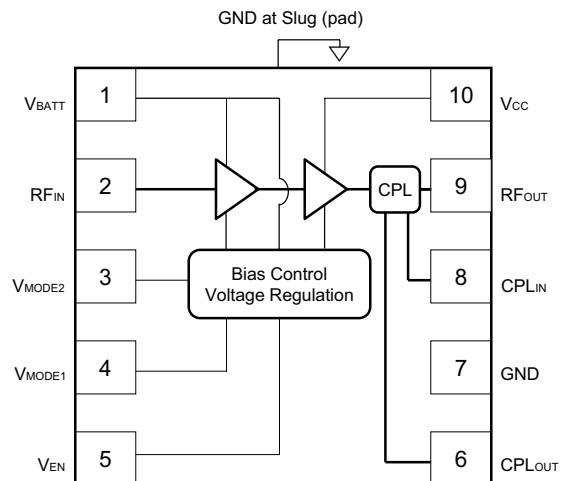 GND at Slug (pad)
VBATT 1
10 VCC
RFIN 2
CPL
9 RFOUT
VMODE2 3
Bias Control
Voltage Regulation
8 CPLIN
VMODE1 4
7 GND
VEN 5
6 CPLOUT